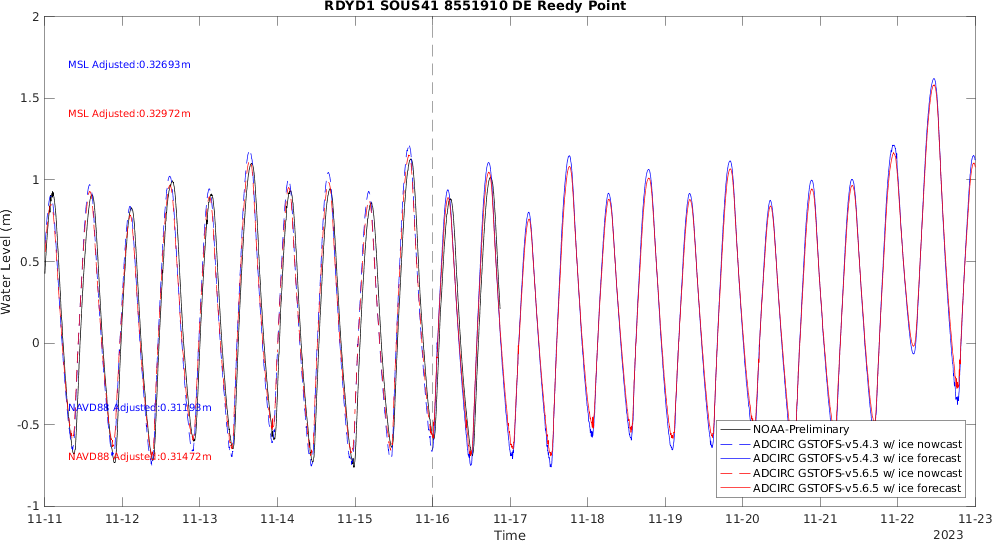 RDYD1 SOUS41 8551910 DE Reedy Point
2
1.5
1
0.5
0
-0.5
-1
Water Level (m)
MSL Adjusted:0.32693m
MSL Adjusted:0.32972m
NAVD88 Adjusted:0.31193m
NAVD88 Adjusted:0.31472m
NOAA-Preliminary
ADCIRC GSTOFS-v5.4.3 w/ ice nowcast
ADCIRC GSTOFS-v5.4.3 w/ ice forecast
ADCIRC GSTOFS-v5.6.5 w/ ice nowcast
ADCIRC GSTOFS-v5.6.5 w/ ice forecast
11-11 11-12 11-13 11-14 11-15 11-16 11-17 11-18 11-19 11-20 11-21 11-22 11-23
Time
2023